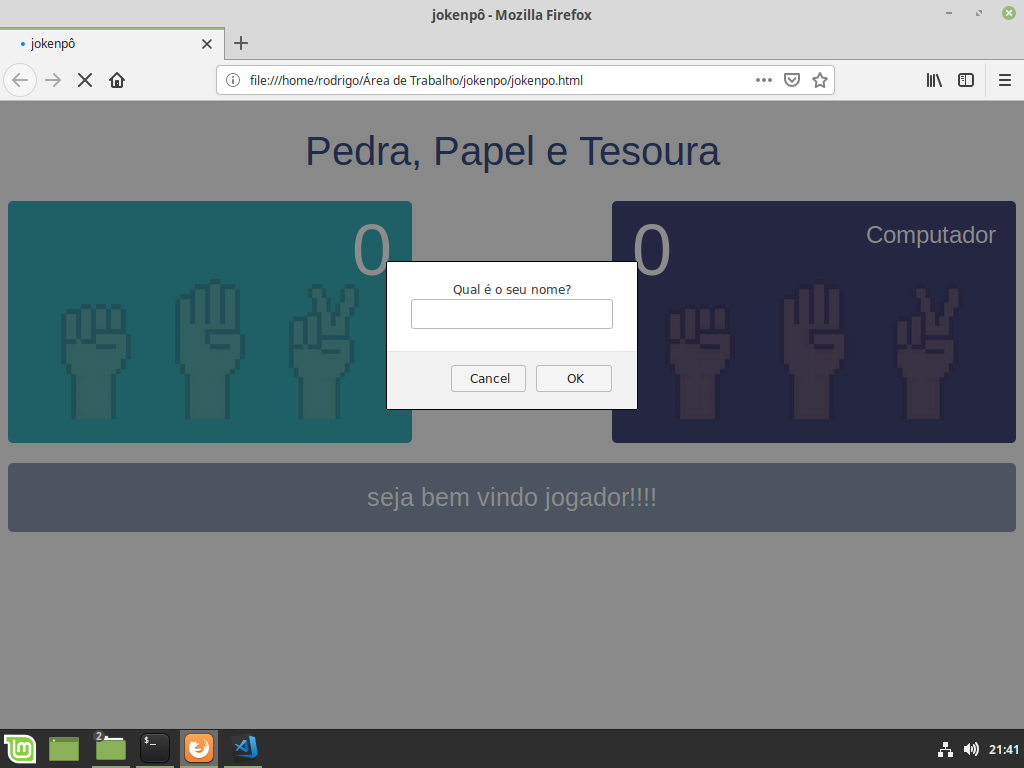 jokenpô - Mozilla Firefox
jokenpô
file:///home/rodrigo/Área de Trabalho/jokenpo/jokenpo.html
Pedra, Papel e Tesoura
0
0
Computador
Qual é o seu nome?
Cancel
OK
seja bem vindo jogador!!!!
2
$_
21:41